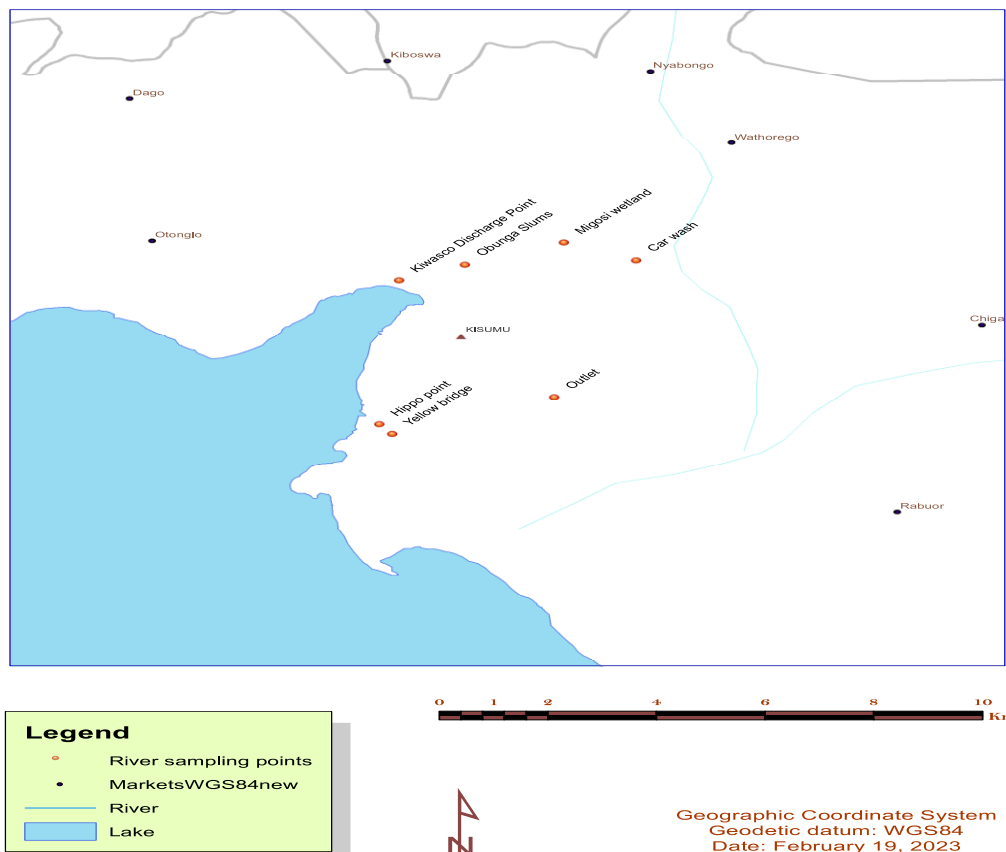 Kiboswa
Nyabongo
Dago
Wathorego
Kiwasco Discharge Point
Obunga Slums
Migosi wetland
Car wash
Otonglo
Chiga
KISUMU
Hippo point
Yellow bridge
Outlet
Rabuor
0 1 2 4 6 8 10
Legend
River sampling points
MarketsWGS84new
River
Lake
N
Geographic Coordinate System
Geodetic datum: WGS84
Date: February 19, 2023